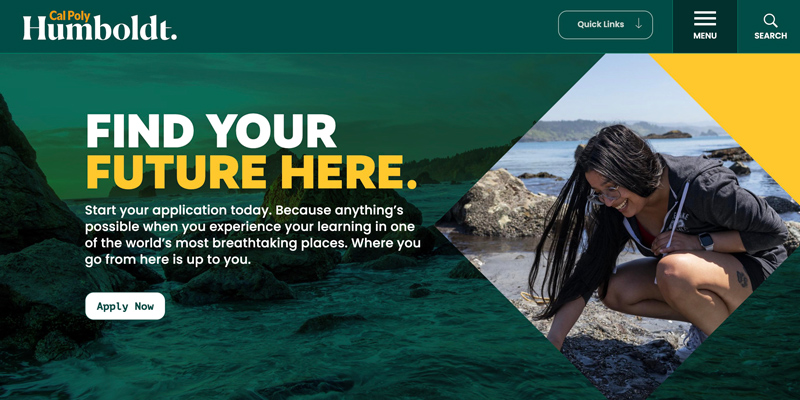 Cal Poly
Humboldt.
Quick Links
MENU
SEARCH
FIND YOUR
FUTURE HERE.
Start your application today. Because anything's
possible when you experience your learning in one
of the world's most breathtaking places. Where you
go from here is up to you.
Apply Now